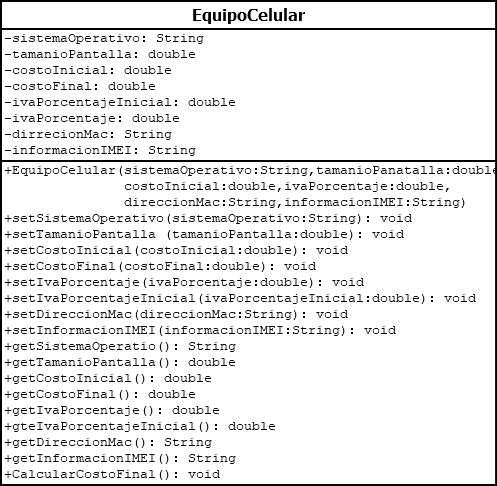 EquipoCelular
-sistemaOperativo: String
-tamanioPantalla: double
-costoInicial: double
-costoFinal: double
-ivaPorcentajeInicial: double
-ivaPorcentaje: double
-dirrecionMac: String
-informacionIMEI: String
+EquipoCelular(sistemaOperativo:String,tamanioPanatalla:double
costoInicial:double,ivaPorcentaje:double,
direccionMac:String,informacionIMEI:String)
+setSistemaOperativo(sistemaOperativo:String): void
+setTamanioPantalla (tamanioPantalla:double): void
+setCostoInicial(costoInicial:double): void
+setCostoFinal(costoFinal:double): void
+setIvaPorcentaje(ivaPorcentaje:double): void
+setIvaPorcentajeInicial(ivaPorcentajeInicial:double): void
+setDireccionMac(direccionMac:String): void
+setInformacionIMEI(informacionIMEI:String): void
+getSistemaOperatio(): String
+getTamanioPantalla(): double
+getCostoInicial(): double
+getCostoFinal(): double
+getIvaPorcentaje(): double
+gteIvaPorcentajeInicial(): double
+getDireccionMac(): String
+getInformacionIMEI(): String
+CalcularCostoFinal(): void